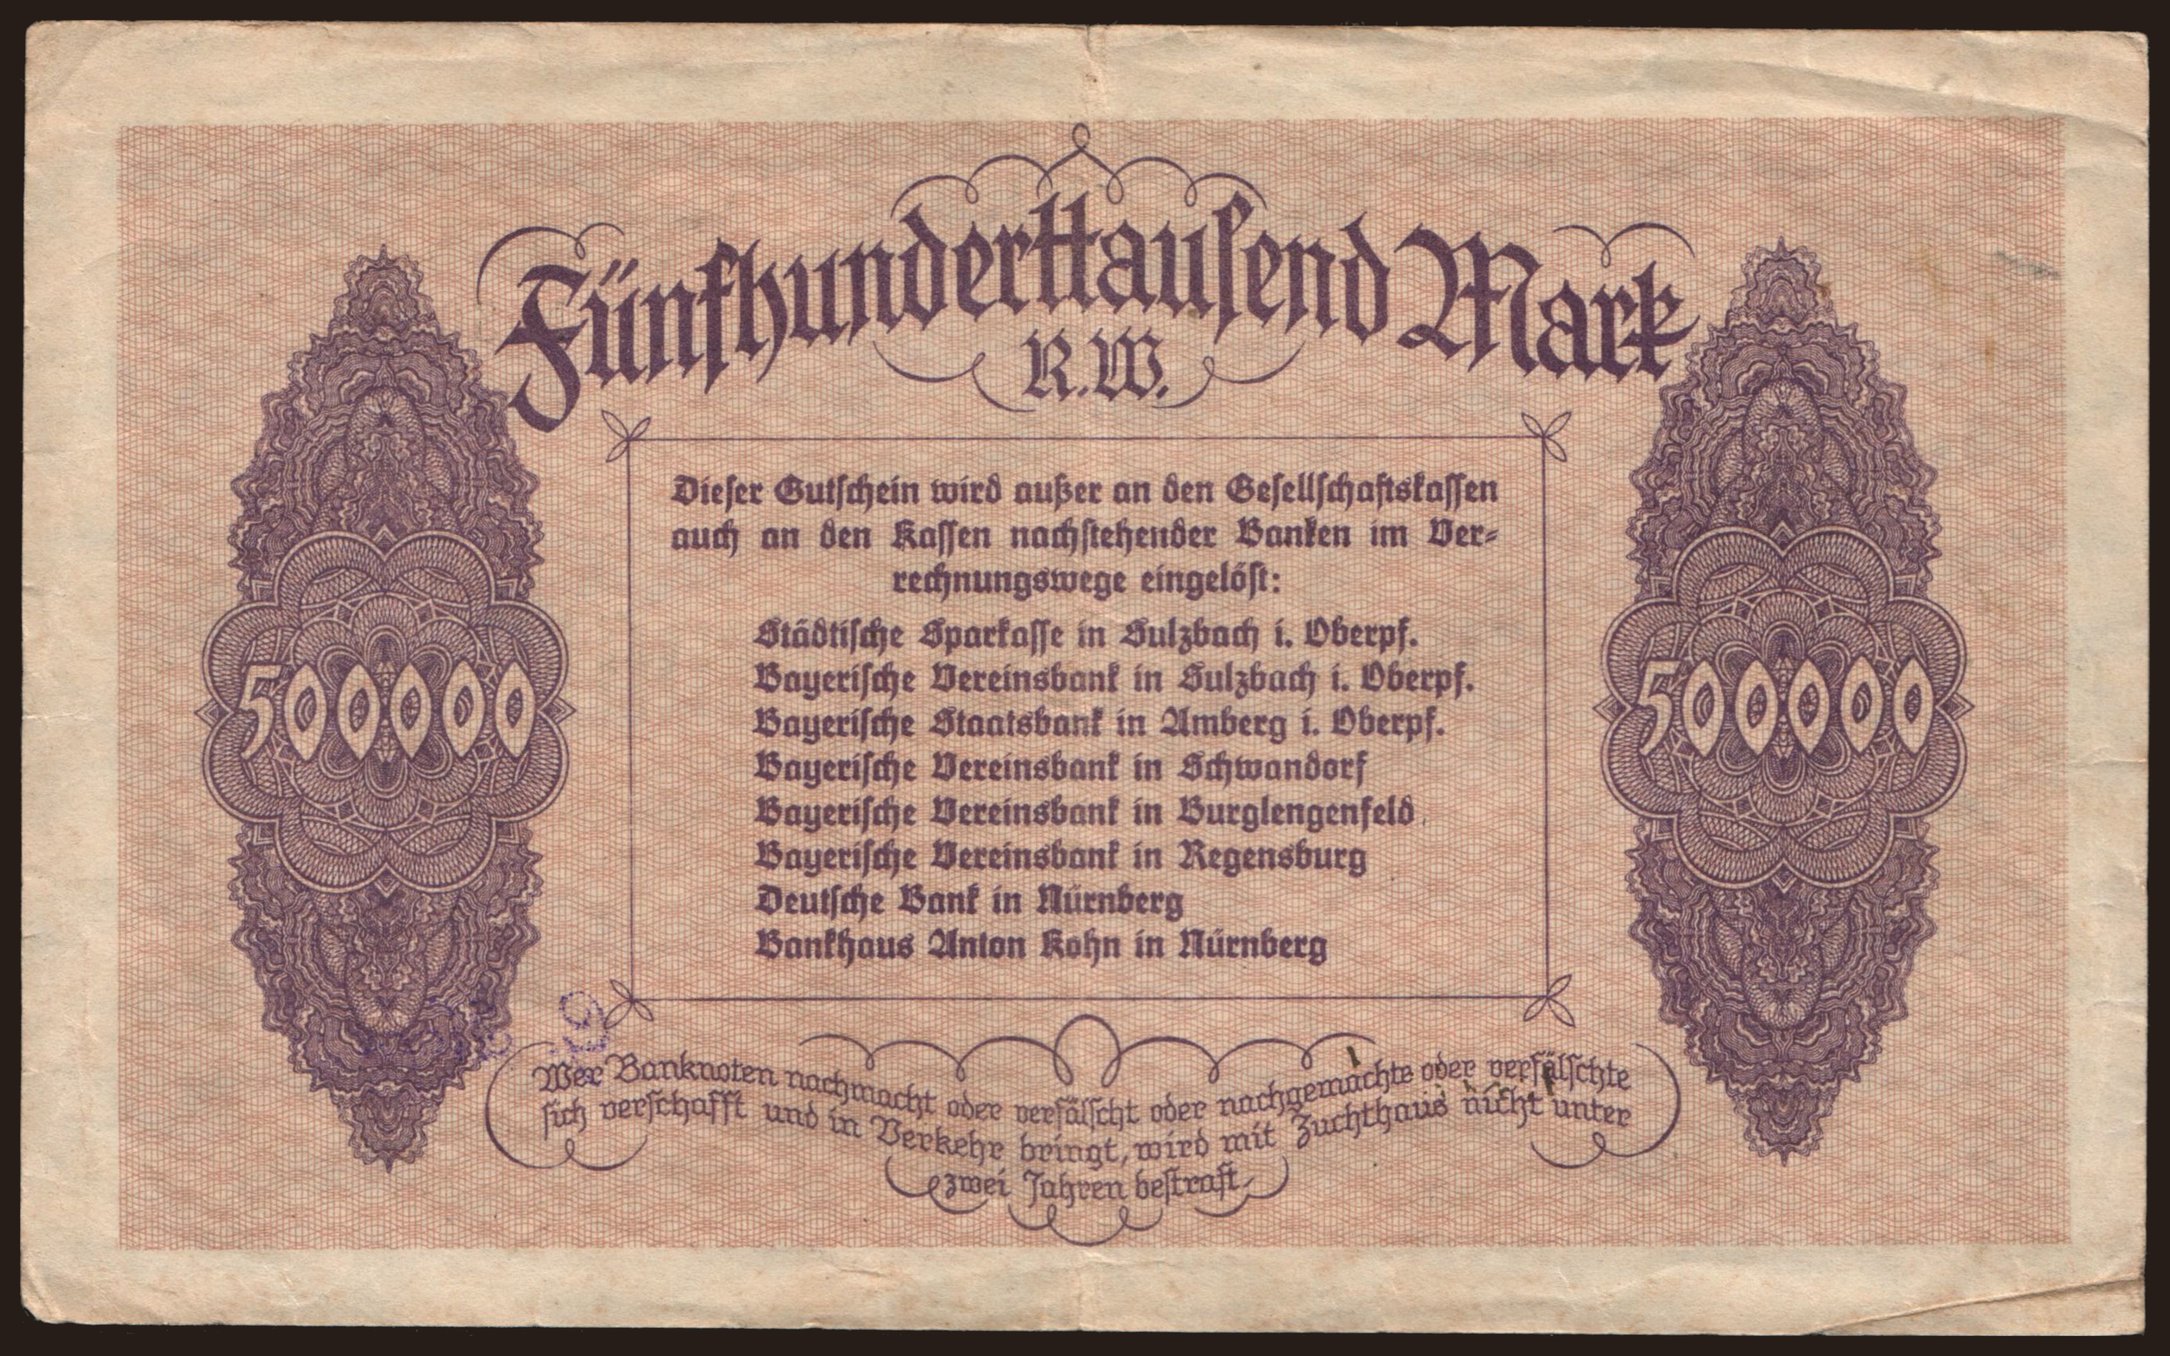 Fünfhunderttausend Mark
R.W.
Dieser Gutschein wird außer an den Gesellschaftskassen
auch an den Kassen nachstehender Banken im Ver-
rechnungswege eingelöst:
Städtische Sparkasse in Sulzbach i. Oberpf.
Bayerische Vereinsbank in Sulzbach i. Oberpf.
Bayerische Staatsbank in Amberg i. Oberpf.
Bayerische Vereinsbank in Schwandorf
Bayerische Vereinsbank in Burglengenfeld
Bayerische Vereinsbank in Regensburg
Deutsche Bank in Nürnberg
Bankhaus Anton Kohn in Nürnberg
500000
500000
Wer Banknoten nachmacht oder verfälscht oder nachgemachte oder verfälschte
sich verschafft und in Verkehr bringt, wird mit Zuchthaus nicht unter
zwei Jahren bestraft.